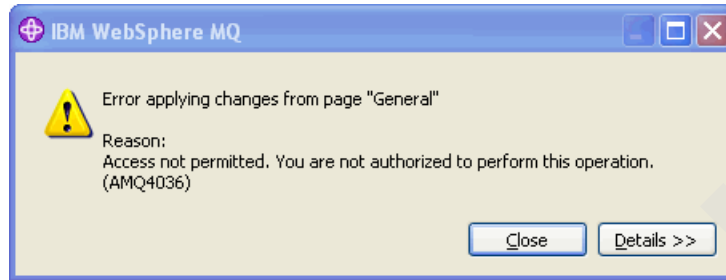 IBM WebSphere MQ
Error applying changes from page "General"
Reason:
Access not permitted. You are not authorized to perform this operation.
(AMQ4036)
Close
Details >>